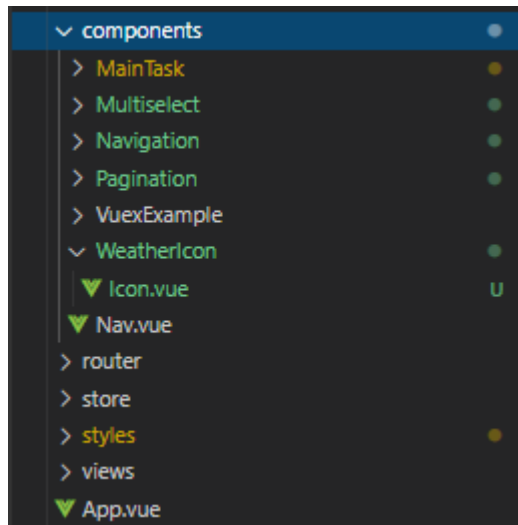 components
MainTask
Multiselect
Navigation
Pagination
VuexExample
WeatherIcon
Icon.vue U
Nav.vue
router
store
styles
views
App.vue